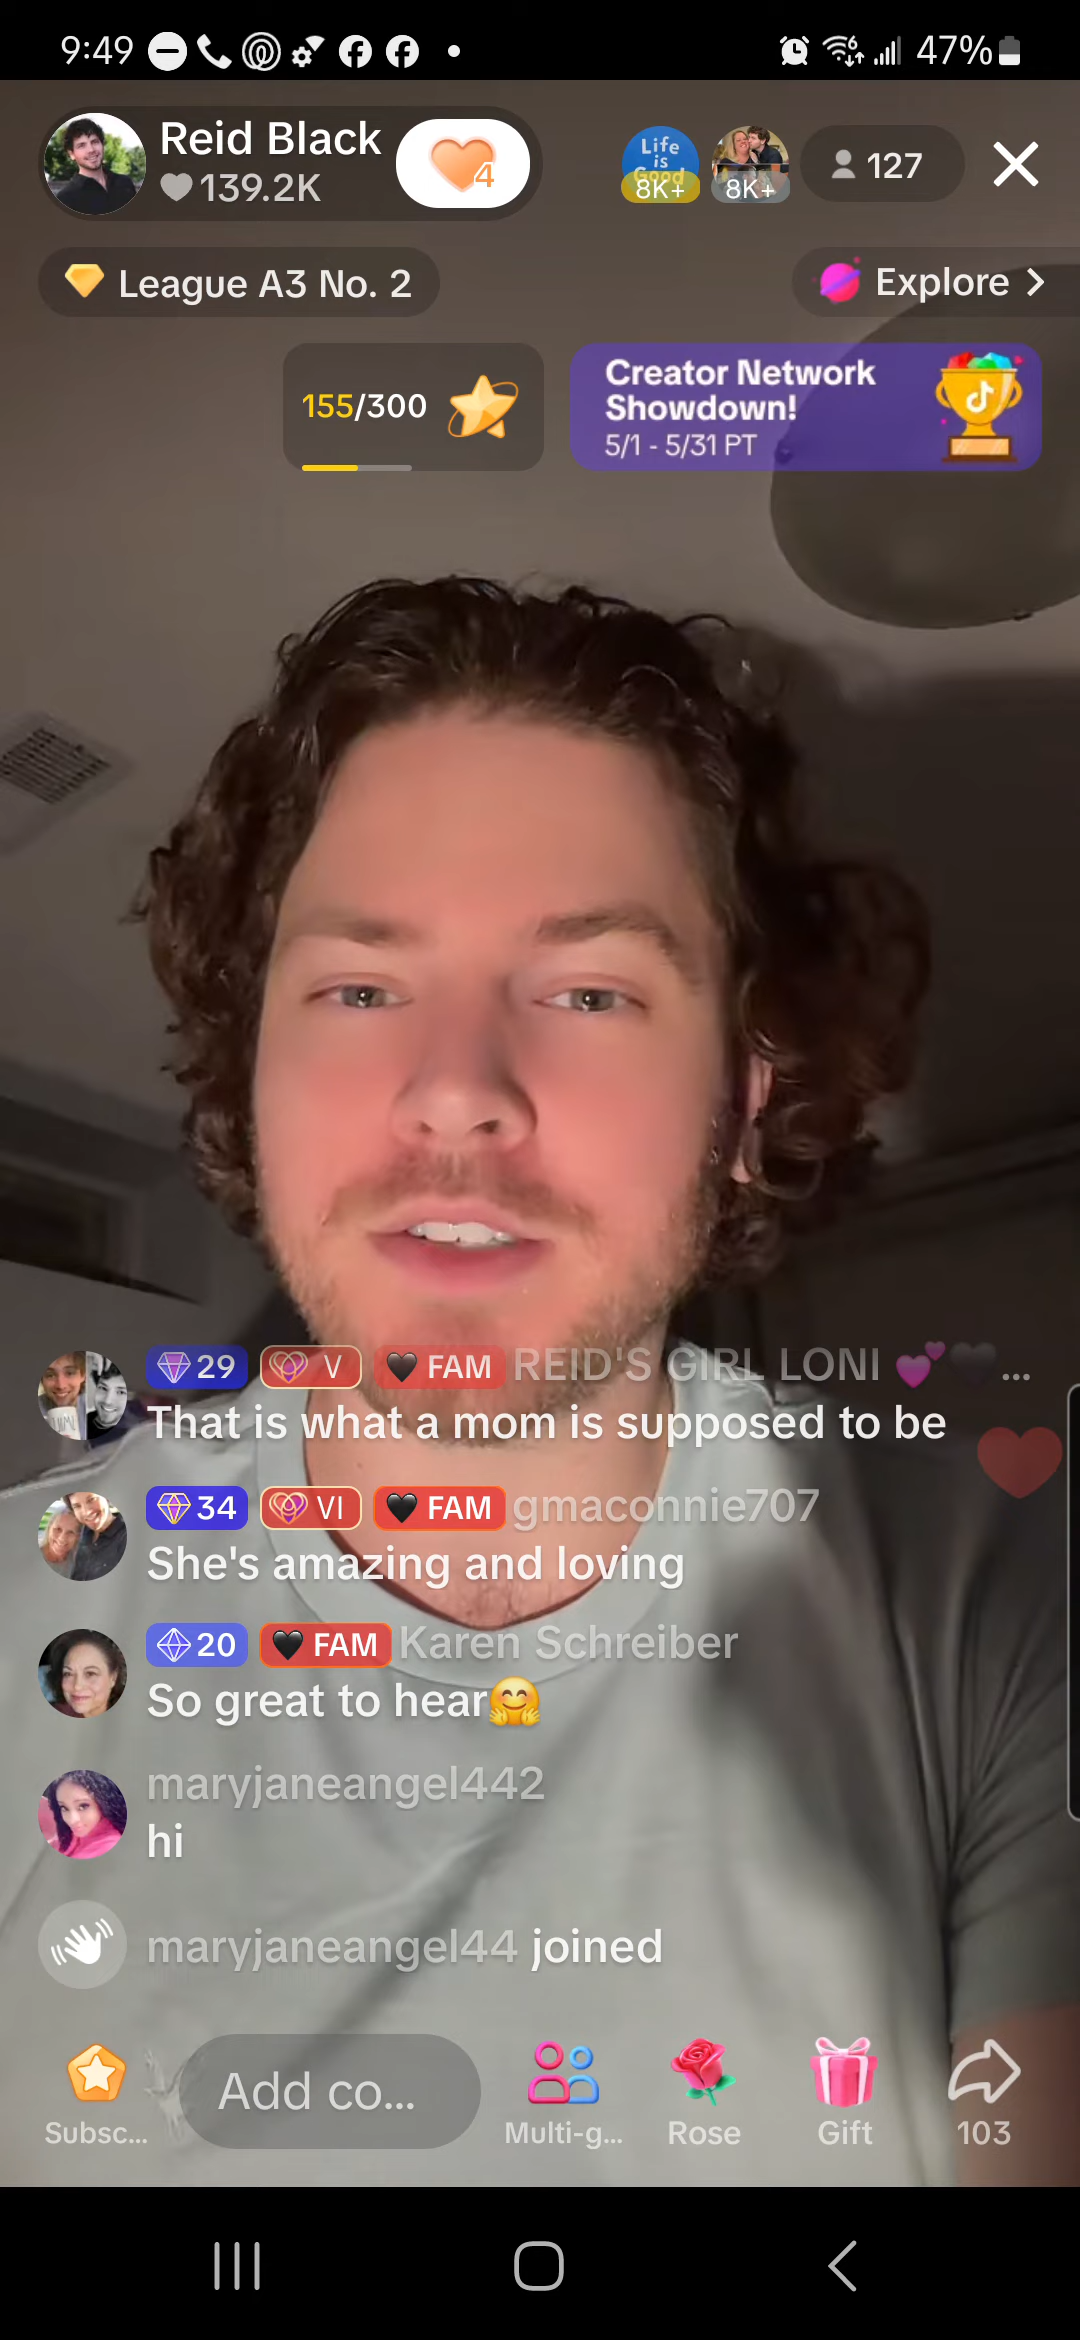 9:49
47%
Reid Black
139.2K
4
Life
is
Good
8K+
8K+
127
League A3 No. 2
Explore
155/300
Creator Network
Showdown!
5/1 - 5/31 PT
29 V FAM REID'S GIRL LONI 💕🖤...
That is what a mom is supposed to be
34 VI 🖤 FAM gmaconnie707
She's amazing and loving
20 🖤 FAM Karen Schreiber
So great to hear🤗
maryjaneangel442
hi
maryjaneangel44 joined
Subsc...
Add co...
Multi-g...
Rose
Gift
103